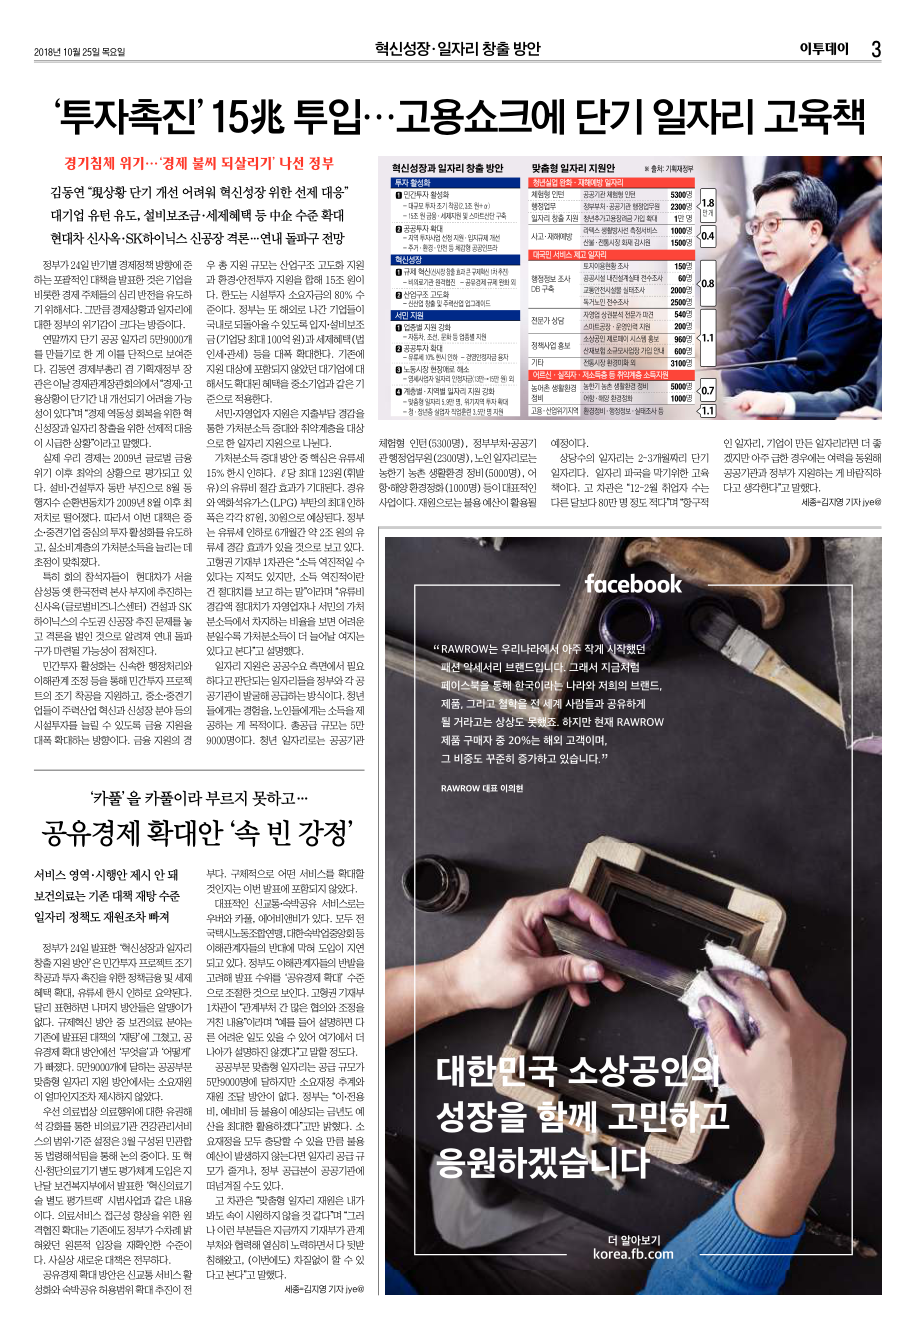 2018년 10월 25일 목요일
혁신성장·일자리 창출 방안
이투데이 3
‘투자촉진’ 15兆 투입…고용쇼크에 단기 일자리 고육책
경기침체 위기…‘경제 불씨 되살리기’ 나선 정부
김동연 “現상황 단기 개선 어려워 혁신성장 위한 선제 대응”
대기업 유턴 유도, 설비보조금·세제혜택 등 中企 수준 확대
현대차 신사옥·SK하이닉스 신공장 격론…연내 돌파구 전망
정부가 24일 반기별 경제정책 방향에 준
하는 포괄적인 대책을 발표한 것은 기업을
비롯한 경제 주체들의 심리 반전을 유도하
기 위해서다. 그만큼 경제상황과 일자리에
대한 정부의 위기감이 크다는 방증이다.
연말까지 단기 공공 일자리 5만9000개
를 만들기로 한 게 이를 단적으로 보여준
다. 김동연 경제부총리 겸 기획재정부 장
관은 이날 경제관계장관회의에서 “경제·고
용상황이 단기간 내 개선되기 어려울 가능
성이 있다”며 “경제 역동성 회복을 위한 혁
신성장과 일자리 창출을 위한 선제적 대응
이 시급한 상황”이라고 말했다.
실제 우리 경제는 2009년 글로벌 금융
위기 이후 최악의 상황으로 평가되고 있
다. 설비·건설투자 등반 부진으로 8월 동
행지수 순환변동치가 2009년 8월 이후 최
저치로 떨어졌다. 따라서 이번 대책은 중
소·중견기업 중심의 투자 활성화를 유도하
고, 실소비계층의 가처분소득을 늘리는 데
초점이 맞춰졌다.
특히 회의 참석자들이 현대차가 서울
삼성동 옛 한국전력 본사 부지에 추진하는
신사옥(글로벌비즈니스센터) 건설과 SK
하이닉스의 수도권 신공장 추진 문제를 놓
고 격론을 벌인 것으로 알려져 연내 돌파
구가 마련될 가능성이 점쳐진다.
민간투자 활성화는 신속한 행정처리와
이해관계 조정 등을 통해 민간투자 프로젝
트의 조기 착공을 지원하고, 중소·중견기
업들이 주력산업 혁신과 신성장 분야 등의
시설투자를 늘릴 수 있도록 금융 지원을
대폭 확대하는 방향이다. 금융 지원의 경
우 총 지원 규모는 산업구조 고도화 지원
과 환경·안전투자 지원을 합해 15조 원이
다. 한도는 시설투자 소요자금의 80% 수
준이다. 정부는 또 해외로 나간 기업들이
국내로 되돌아올 수 있도록 입지·설비보조
금(기업당 최대 100억 원)과 세제혜택(법
인세·관세) 등을 대폭 확대한다. 기존에
지원 대상에 포함되지 않았던 대기업에 대
해서도 확대된 혜택을 중소기업과 같은 기
준으로 적용한다.
서민·자영업자 지원은 지출부담 경감을
통한 가처분소득 증대와 취약계층을 대상
으로 한 일자리 지원으로 나뉜다.
가처분소득 증대 방안 중 핵심은 유류세
15% 한시 인하다. ℓ당 최대 123원(휘발
유)의 유류비 절감 효과가 기대된다. 경유
와 액화석유가스(LPG) 부탄의 최대 인하
폭은 각각 87원, 30원으로 예상된다. 정부
는 유류세 인하로 6개월간 약 2조 원의 유
류세 경감 효과가 있을 것으로 보고 있다.
고형권 기재부 1차관은 “소득 역진적일 수
있다는 지적도 있지만, 소득 역진적이란
건 절대치를 보고 하는 말”이라며 “유류비
경감액 절대치가 자영업자나 서민의 가처
분소득에서 차지하는 비율을 보면 어려운
분일수록 가처분소득이 더 늘어날 여지는
있다고 본다”고 설명했다.
일자리 지원은 공공수요 측면에서 필요
하다고 판단되는 일자리들을 정부와 각 공
공기관이 발굴해 공급하는 방식이다. 청년
들에게는 경험을, 노인들에게는 소득을 제
공하는 게 목적이다. 총공급 규모는 5만
9000명이다. 청년 일자리로는 공공기관
혁신성장과 일자리 창출 방안
투자 활성화
1 민간투자 활성화
– 대규모 투자 조기 착공(2.3조 원+α)
– 15조 원 금융·세제지원 및 스마트산단 구축
2 공공투자 확대
– 지역 투자사업 선정 지원·입지규제 개선
– 주거·환경·안전 등 체감형 공공인프라
혁신성장
1 규제 혁신(시장창출 효과 큰 규제혁신 1차 추진)
– 비의료기관 원격협진 – 공유경제 규제 완화 외
2 산업구조 고도화
– 신산업 창출 및 주력산업 업그레이드
서민 지원
1 업종별 지원 강화
– 자동차, 조선, 문화 등 업종별 지원
2 공공투자 확대
– 유류세 10% 한시 인하 – 경영안정자금 융자
3 노동시장 현장애로 해소
– 영세사업자 일자리 안정자금(13만→15만 원) 외
4 계층별·지역별 일자리 지원 강화
– 맞춤형 일자리 5.9만 명, 위기지역 투자 확대
– 청·장년층 실업자 직업훈련 3.5만 명 지원
맞춤형 일자리 지원안
※ 출처 : 기획재정부
청년실업 완화·재해예방 일자리
체험형 인턴 공공기관 체험형 인턴 5300명
행정업무 정부부처·공공기관 행정업무원 2300명
일자리 창출 지원 청년추가고용장려금 가입 확대 1만 명
1.8만 개
사고·재해예방 라텍스 생활방사선 측정서비스 1000명
산불·전통시장 화재 감시원 1500명
0.4
대국민 서비스 제고 일자리
행정정보 조사 DB 구축 토지이용현황 조사 150명
공공시설 내진설계실태 전수조사 60명
교통안전시설물 실태조사 2000명
독거노인 전수조사 2500명
0.8
전문가 상담 자영업 상권분석 전문가 파견 540명
스마트공장·운영인력 지원 200명
정책사업 홍보 소상공인 제로페이 시스템 홍보 960명
산재보험 소규모사업장 가입 안내 600명
기타 전통시장 환경미화 외 3100명
1.1
어르신·실직자·저소득층 등 취약계층 소득지원
농어촌 생활환경 정비 농한기 농촌 생활환경 정비 5000명
어항·해양 환경정화 1000명
0.7
고용·산업위기지역 환경정비·행정정보·실태조사 등 1.1
체험형 인턴(5300명), 정부부처·공공기
관 행정업무원(2300명), 노인 일자리로는
농한기 농촌 생활환경 정비(5000명), 어
항·해양 환경정화(1000명) 등이 대표적인
사업이다. 재원으로는 불용 예산이 활용될
예정이다.
상당수의 일자리는 2~3개월짜리 단기
일자리다. 일자리 파국을 막기위한 고육
책이다. 고 차관은 “12~2월 취업자 수는
다른 달보다 80만 명 정도 적다”며 “항구적
인 일자리, 기업이 만든 일자리라면 더 좋
겠지만 아주 급한 경우에는 여력을 동원해
공공기관과 정부가 지원하는 게 바람직하
다고 생각한다”고 말했다.
세종=김지영 기자 jye@
‘카풀’을 카풀이라 부르지 못하고…
공유경제 확대안 ‘속 빈 강정’
서비스 영역·시행안 제시 안 돼
보건의료는 기존 대책 재탕 수준
일자리 정책도 재원조차 빠져
정부가 24일 발표한 ‘혁신성장과 일자리
창출 지원 방안’은 민간투자 프로젝트 조기
착공과 투자 촉진을 위한 정책금융 및 세제
혜택 확대, 유류세 한시 인하로 요약된다.
달리 표현하면 나머지 방안들은 알맹이가
없다. 규제혁신 방안 중 보건의료 분야는
기존에 발표된 대책의 ‘재탕’에 그쳤고, 공
유경제 확대 방안에선 ‘무엇을’과 ‘어떻게’
가 빠졌다. 5만9000개에 달하는 공공부문
맞춤형 일자리 지원 방안에서는 소요재원
이 얼마인지조차 제시하지 않았다.
우선 의료법상 의료행위에 대한 유권해
석 강화를 통한 비의료기관 건강관리서비
스의 범위·기준 설정은 3월 구성된 민관합
동 법령해석팀을 통해 논의 중이다. 또 혁
신·첨단의료기기 별도 평가체계 도입은 지
난달 보건복지부에서 발표한 ‘혁신의료기
술 별도 평가트랙’ 시범사업과 같은 내용
이다. 의료서비스 접근성 향상을 위한 원
격협진 확대는 기존에도 정부가 수차례 밝
혀왔던 원론적 입장을 재확인한 수준이
다. 사실상 새로운 대책은 전무하다.
공유경제 확대 방안은 신교통 서비스 활
성화와 숙박공유 허용범위 확대 추진이 전
부다. 구체적으로 어떤 서비스를 확대할
것인지는 이번 발표에 포함되지 않았다.
대표적인 신교통·숙박공유 서비스로는
우버와 카풀, 에어비앤비가 있다. 모두 전
국택시노동조합연맹, 대한숙박업중앙회 등
이해관계자들의 반대에 막혀 도입이 지연
되고 있다. 정부도 이해관계자들의 반발을
고려해 발표 수위를 ‘공유경제 확대’ 수준
으로 조절한 것으로 보인다. 고형권 기재부
1차관이 “관계부처 간 많은 협의와 조정을
거친 내용”이라며 “예를 들어 설명하면 다
른 어려운 일도 있을 수 있어 여기에서 더
나아가 설명하진 않겠다”고 말할 정도다.
공공부문 맞춤형 일자리는 공급 규모가
5만9000명에 달하지만 소요재정 추계와
재원 조달 방안이 없다. 정부는 “이·전용
비, 예비비 등 불용이 예상되는 금년도 예
산을 최대한 활용하겠다”고만 밝혔다. 소
요재정을 모두 충당할 수 있을 만큼 불용
예산이 발생하지 않는다면 일자리 공급 규
모가 줄거나, 정부 공급분이 공공기관에
떠넘겨질 수도 있다.
고 차관은 “맞춤형 일자리 재원은 내가
봐도 속이 시원하지 않을 것 같다”며 “그러
나 이런 부분들은 지금까지 기재부가 관계
부처와 협력해 열심히 노력하면서 다 뒷받
침해왔고, (이번에도) 차질없이 할 수 있
다고 본다”고 말했다.
세종=김지영 기자 jye@
facebook
“RAWROW는 우리나라에서 아주 작게 시작했던
패션 악세서리 브랜드입니다. 그래서 지금처럼
페이스북을 통해 한국이라는 나라와 저희의 브랜드,
제품, 그리고 철학을 전 세계 사람들과 공유하게
될 거라고는 상상도 못했죠. 하지만 현재 RAWROW
제품 구매자 중 20%는 해외 고객이며,
그 비중도 꾸준히 증가하고 있습니다.”
RAWROW 대표 이의현
대한민국 소상공인의
성장을 함께 고민하고
응원하겠습니다
더 알아보기
korea.fb.com